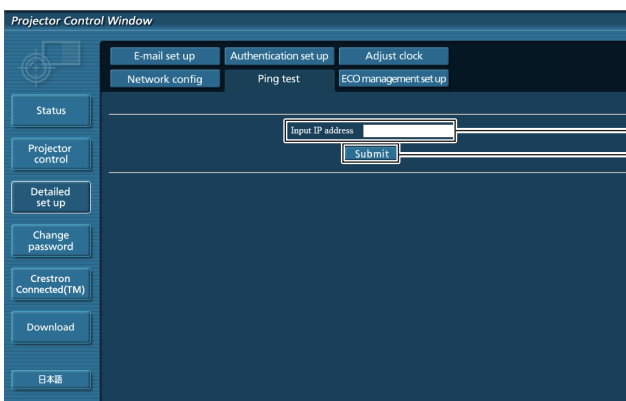 Projector Control Window
E-mail set up
Authentication set up
Adjust clock
Network config
Ping test
ECO management set up
Status
Projector
control
Detailed
set up
Change
password
Crestron
Connected(TM)
Download
日本語
Input IP address
Submit